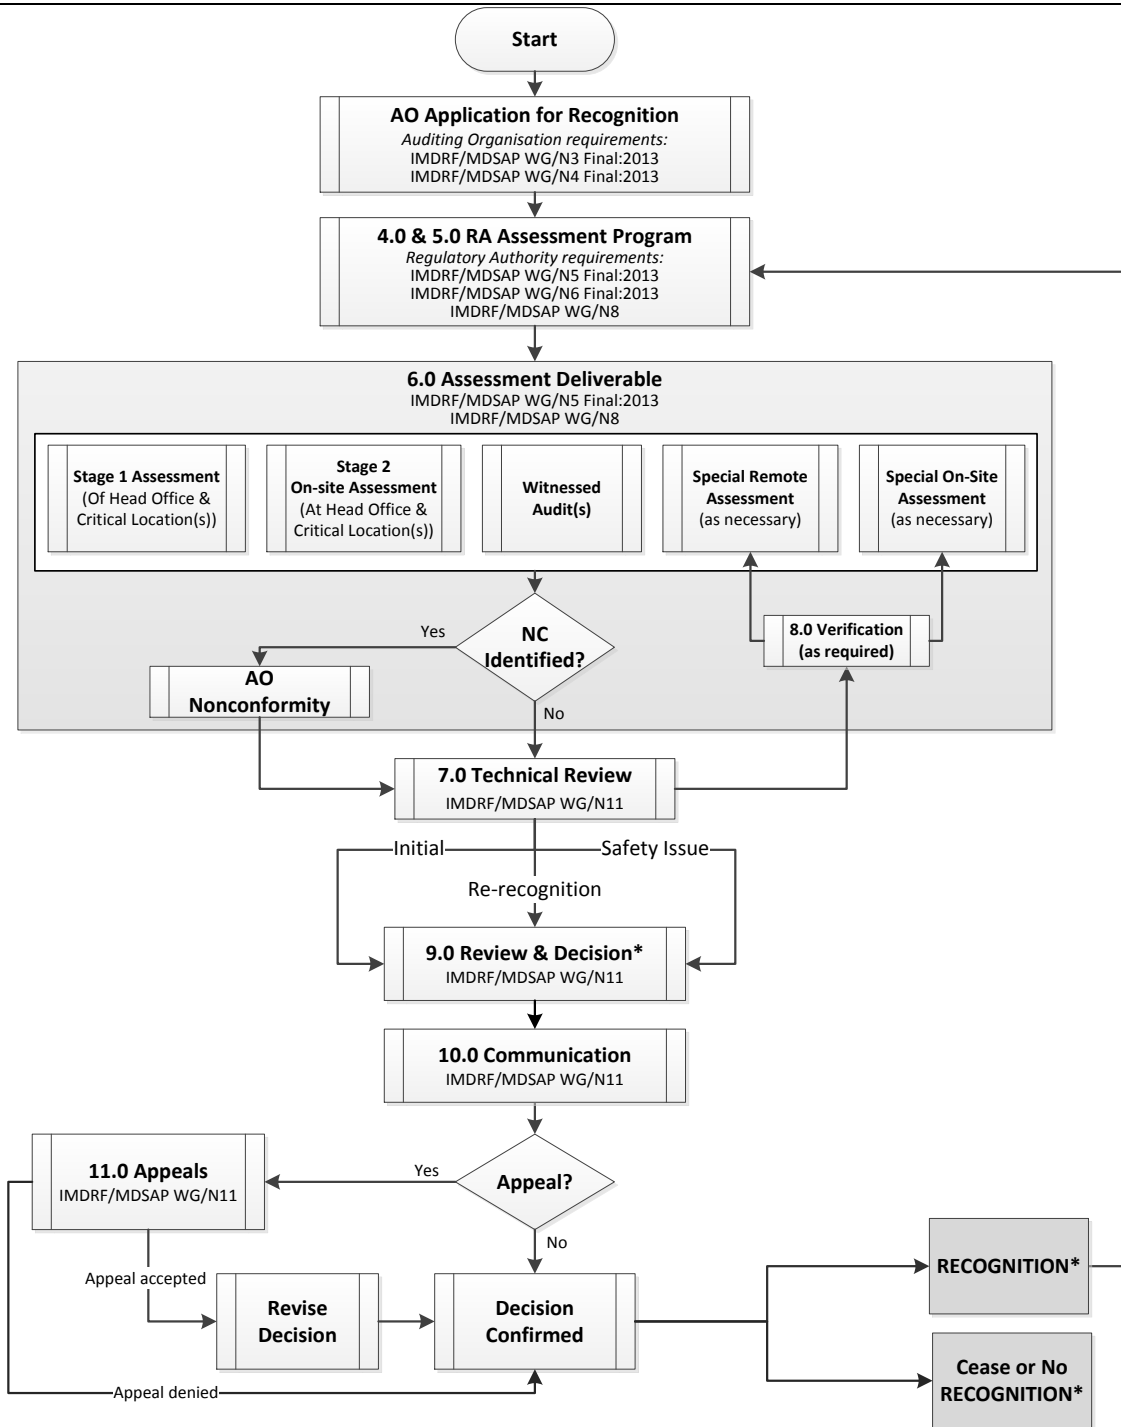 Start
AO Application for Recognition
Auditing Organisation requirements:
IMDRF/MDSAP WG/N3 Final:2013
IMDRF/MDSAP WG/N4 Final:2013
4.0 & 5.0 RA Assessment Program
Regulatory Authority requirements:
IMDRF/MDSAP WG/N5 Final:2013
IMDRF/MDSAP WG/N6 Final:2013
IMDRF/MDSAP WG/N8
6.0 Assessment Deliverable
IMDRF/MDSAP WG/N5 Final:2013
IMDRF/MDSAP WG/N8
Stage 1 Assessment
(Of Head Office &
Critical Location(s))
Stage 2
On-site Assessment
(At Head Office &
Critical Location(s))
Witnessed
Audit(s)
Special Remote
Assessment
(as necessary)
Special On-Site
Assessment
(as necessary)
NC
Identified?
Yes
No
8.0 Verification
(as required)
AO
Nonconformity
7.0 Technical Review
IMDRF/MDSAP WG/N11
Initial
Safety Issue
Re-recognition
9.0 Review & Decision*
IMDRF/MDSAP WG/N11
10.0 Communication
IMDRF/MDSAP WG/N11
Appeal?
Yes
No
11.0 Appeals
IMDRF/MDSAP WG/N11
Appeal accepted
Revise
Decision
Decision
Confirmed
Appeal denied
RECOGNITION*
Cease or No
RECOGNITION*